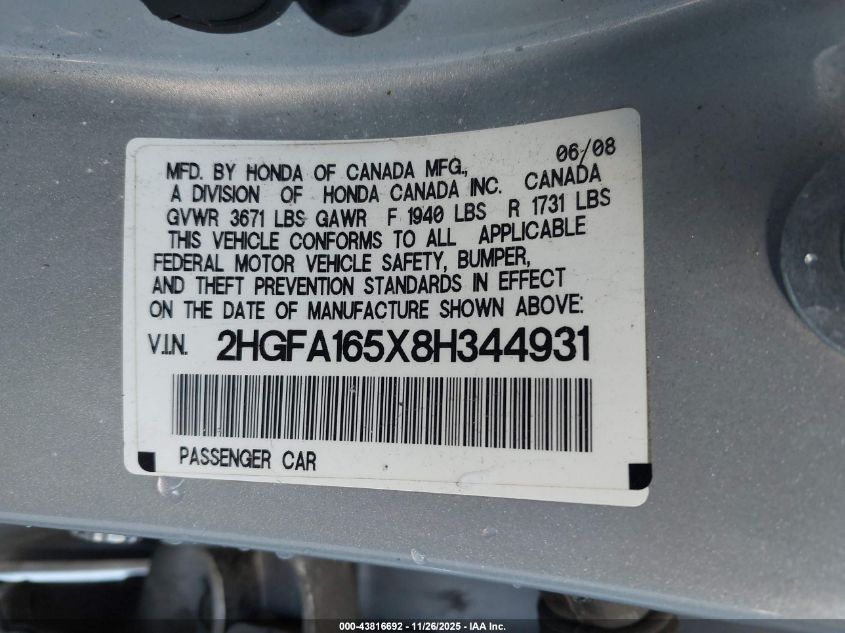 06/08
MFD. BY HONDA OF CANADA MFG.,
A DIVISION OF HONDA CANADA INC. CANADA
GVWR 3671 LBS GAWR F 1940 LBS R 1731 LBS
THIS VEHICLE CONFORMS TO ALL APPLICABLE
FEDERAL MOTOR VEHICLE SAFETY, BUMPER,
AND THEFT PREVENTION STANDARDS IN EFFECT
ON THE DATE OF MANUFACTURE SHOWN ABOVE:
V.I.N. 2HGFA165X8H344931
PASSENGER CAR
000-43816692 — 11/26/2025 — IAA Inc.